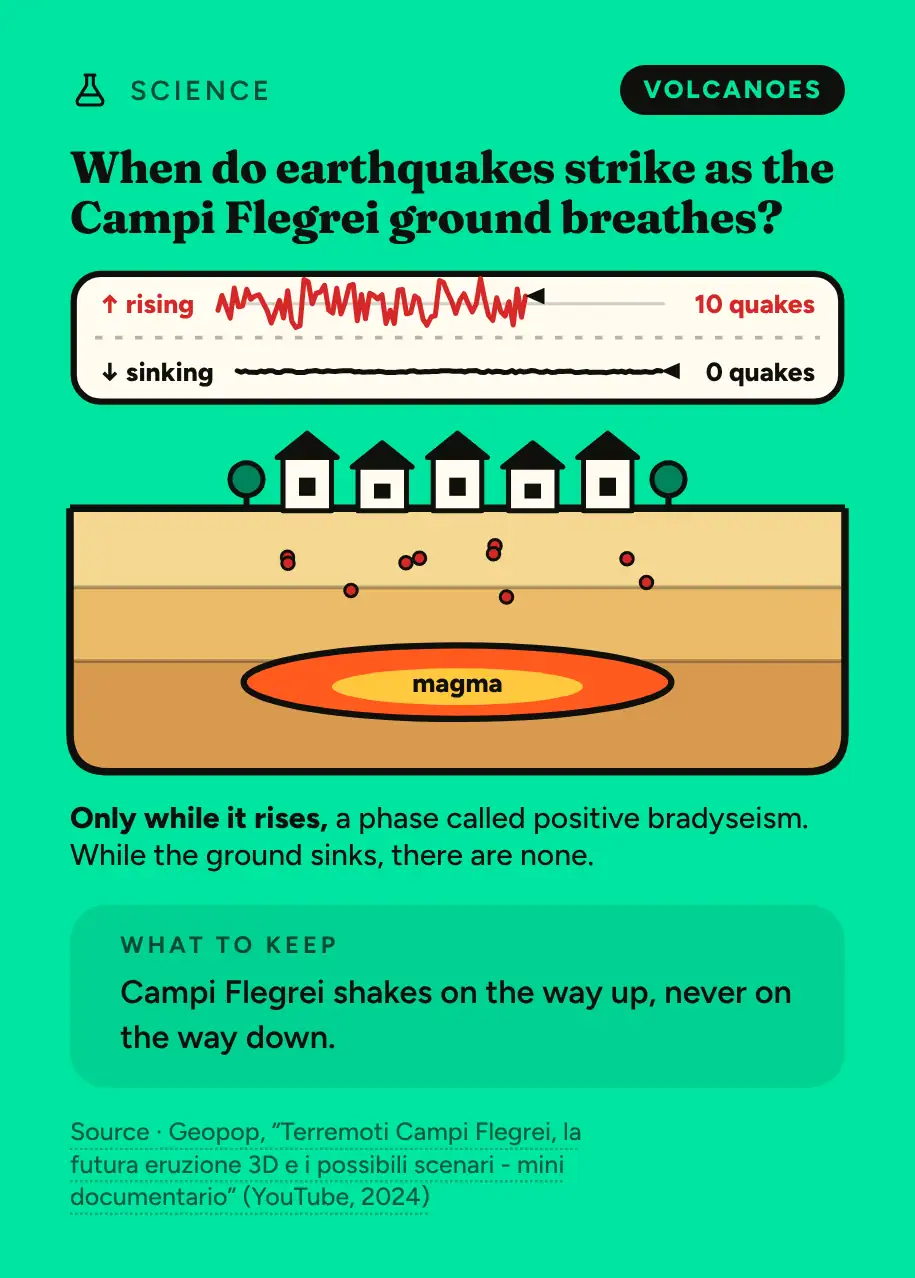 SCIENCE
VOLCANOES
When do earthquakes strike as the
Campi Flegrei ground breathes?
↑ rising
10 quakes
↓ sinking
0 quakes
magma
Only while it rises, a phase called positive bradyseism.
While the ground sinks, there are none.
WHAT TO KEEP
Campi Flegrei shakes on the way up, never on
the way down.
Source · Geopop, “Terremoti Campi Flegrei, la
futura eruzione 3D e i possibili scenari - mini
documentario” (YouTube, 2024)